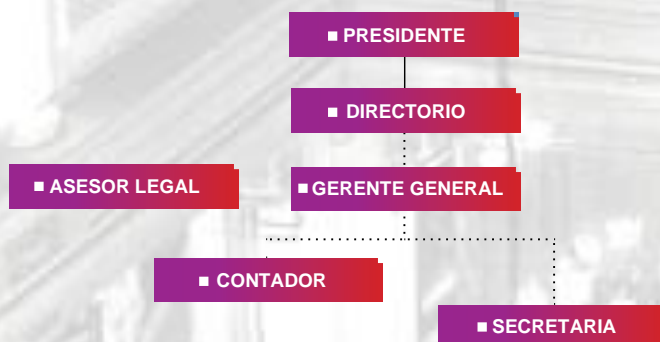 ▪ PRESIDENTE
▪ DIRECTORIO
▪ ASESOR LEGAL
▪ GERENTE GENERAL
▪ CONTADOR
▪ SECRETARIA